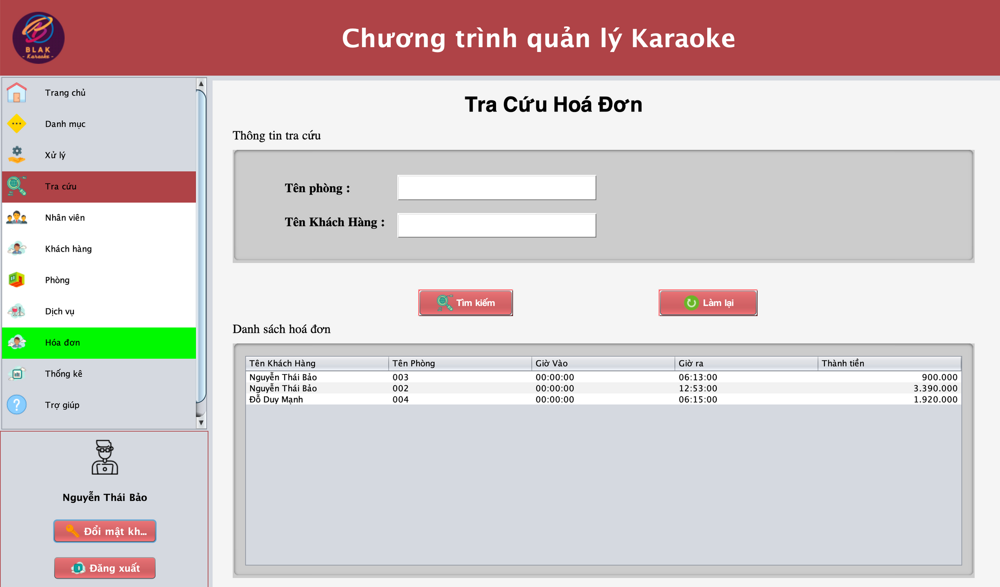 BLAK
- Karaoke -
Chương trình quản lý Karaoke
Trang chủ
Danh mục
Xử lý
Tra cứu
Nhân viên
Khách hàng
Phòng
Dịch vụ
Hóa đơn
Thống kê
Trợ giúp
Nguyễn Thái Bảo
Đổi mật kh...
Đăng xuất
Tra Cứu Hoá Đơn
Thông tin tra cứu
Tên phòng :
Tên Khách Hàng :
Tìm kiếm Làm lại
Danh sách hoá đơn
Tên Khách Hàng Tên Phòng Giờ Vào Giờ ra Thành tiền
Nguyễn Thái Bảo 003 00:00:00 06:13:00 900.000
Nguyễn Thái Bảo 002 00:00:00 12:53:00 3.390.000
Đỗ Duy Mạnh 004 00:00:00 06:15:00 1.920.000